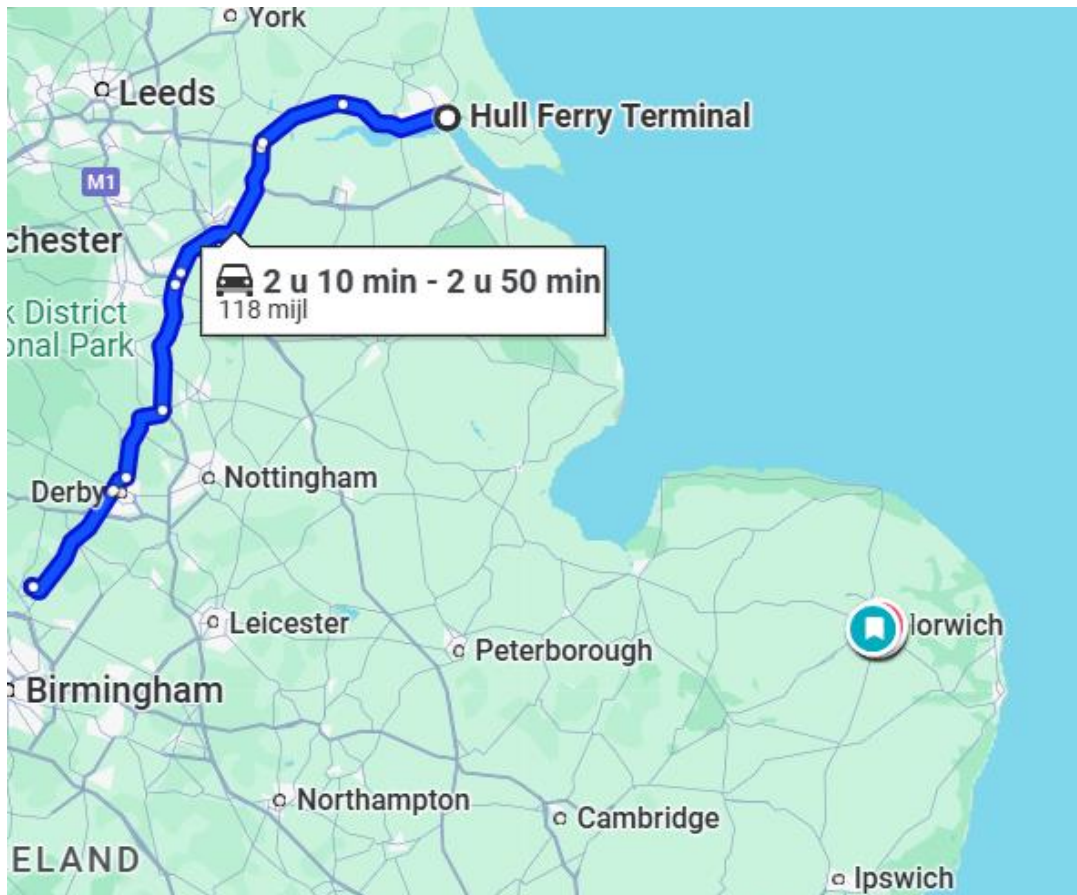 York
Leeds
Hull Ferry Terminal
M1
chester
2 u 10 min - 2 u 50 min
118 mijl
k District
onal Park
Nottingham
Derby
Leicester
lorwich
Peterborough
Birmingham
Northampton
Cambridge
ELAND
Ipswich